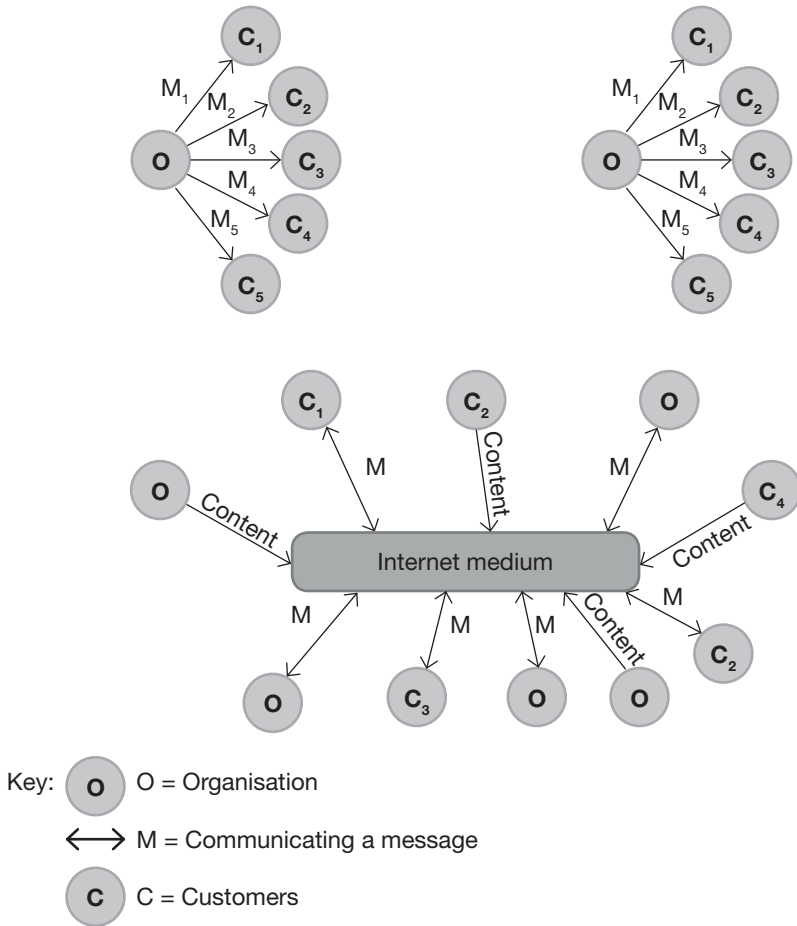 C₁
M₁
M₂
C₂
M₃
O
C₃
M₄
C₄
M₅
C₅
C₁
M₁
M₂
C₂
M₃
O
C₃
M₄
C₄
M₅
C₅
C₁
C₂
O
M
Content
M
O
Content
C₄
Content
Internet medium
M
M
M
Content
M
C₂
O
C₃
O
O
Key: O O = Organisation
M = Communicating a message
C C = Customers